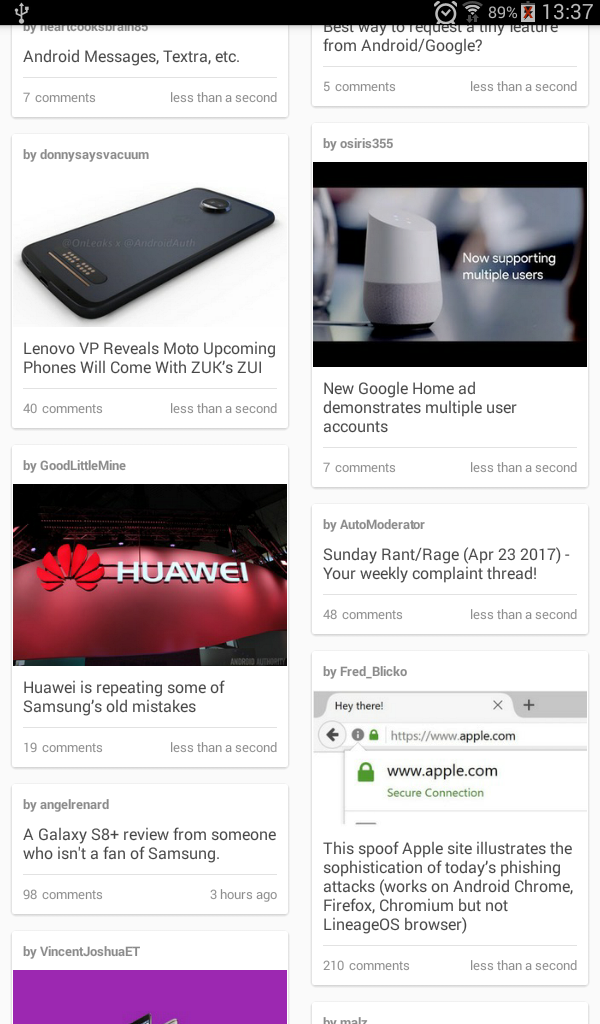 89%
13:37
by heartcooksbrain85
Android Messages, Textra, etc.
7 comments
less than a second
by donnysaysvacuum
@OnLeaks x @AndroidAuth
Lenovo VP Reveals Moto Upcoming
Phones Will Come With ZUK's ZUI
40 comments
less than a second
by GoodLittleMine
HUAWEI
ANDROID AUTHORITY
Huawei is repeating some of
Samsung's old mistakes
19 comments
less than a second
by angelrenard
A Galaxy S8+ review from someone
who isn't a fan of Samsung.
98 comments
3 hours ago
by VincentJoshuaET
Best way to request a tiny feature
from Android/Google?
5 comments
less than a second
by osiris355
Now supporting
multiple users
New Google Home ad
demonstrates multiple user
accounts
7 comments
less than a second
by AutoModerator
Sunday Rant/Rage (Apr 23 2017) -
Your weekly complaint thread!
48 comments
less than a second
by Fred_Blicko
Hey there!
https://www.apple.com
www.apple.com
Secure Connection
This spoof Apple site illustrates the
sophistication of today's phishing
attacks (works on Android Chrome,
Firefox, Chromium but not
LineageOS browser)
210 comments
less than a second
by malz